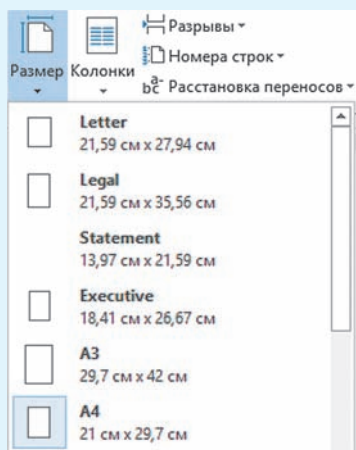 Размер
Колонки
Разрывы
Номера строк
bc a- Расстановка переносов
Letter
21,59 см x 27,94 см
Legal
21,59 см x 35,56 см
Statement
13,97 см x 21,59 см
Executive
18,41 см x 26,67 см
A3
29,7 см x 42 см
A4
21 см x 29,7 см